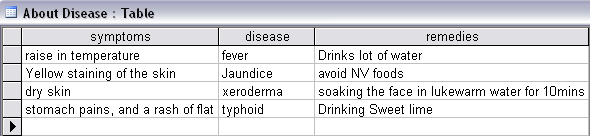 About Disease : Table
symptoms disease remedies
raise in temperature fever Drinks lot of water
Yellow staining of the skin Jaundice avoid NV foods
dry skin xeroderma soaking the face in lukewarm water for 10mins
stomach pains, and a rash of flat typhoid Drinking Sweet lime